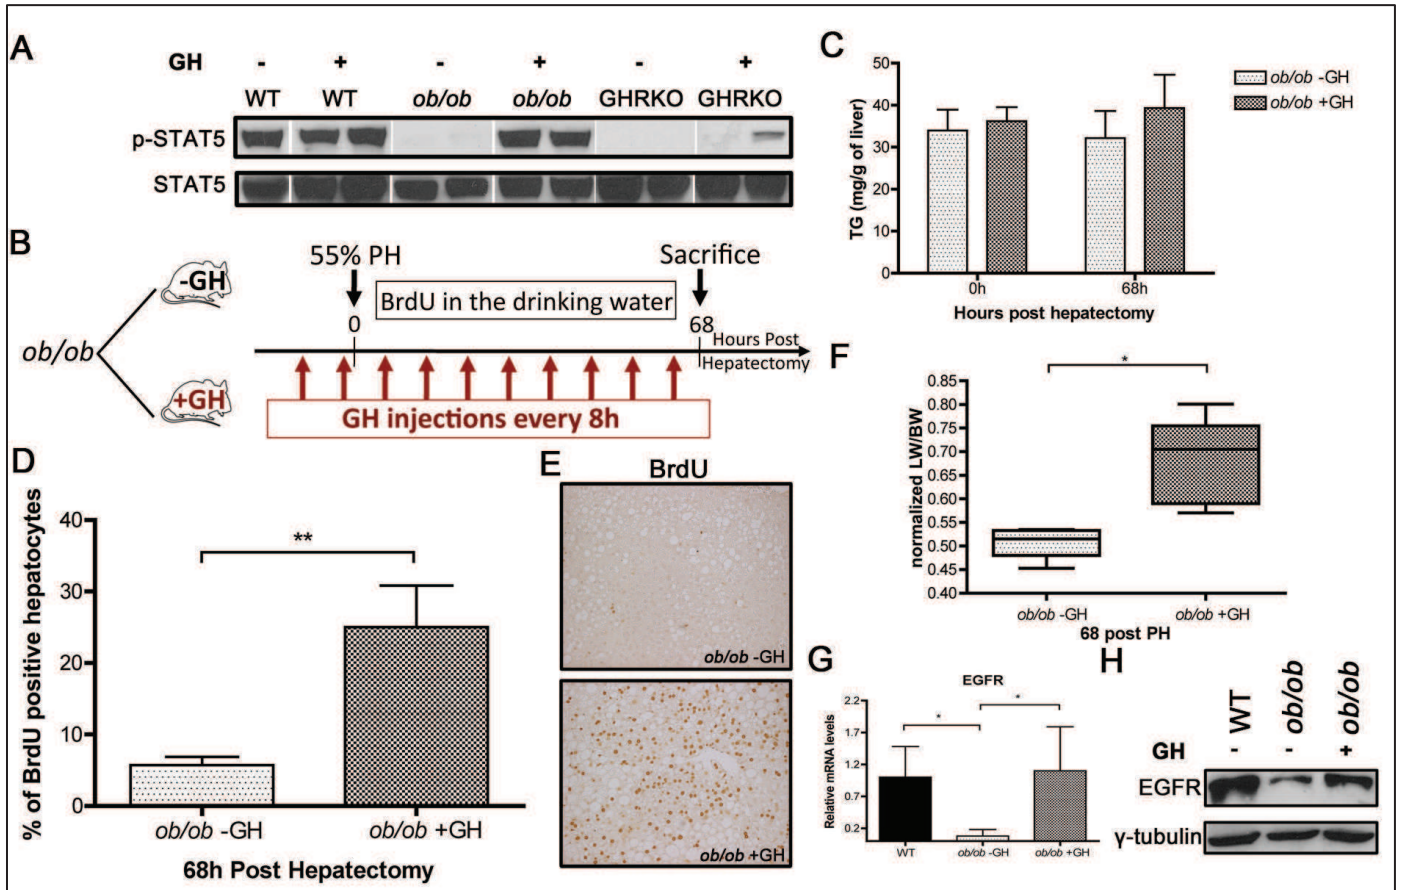 A
GH - + - + - +
WT WT ob/ob ob/ob GHRKO GHRKO
p-STAT5
STAT5
B
ob/ob
-GH
+GH
55% PH
Sacrifice
BrdU in the drinking water
0
68
Hours Post
Hepatectomy
GH injections every 8h
C
TG (mg/g of liver)
50
40
30
20
10
0
0h 68h
Hours post hepatectomy
ob/ob -GH
ob/ob +GH
D
% of BrdU positive hepatocytes
40
30
20
10
0
**
ob/ob -GH ob/ob +GH
68h Post Hepatectomy
E
BrdU
ob/ob -GH
ob/ob +GH
F
normalized LW/BW
0.85
0.80
0.75
0.70
0.65
0.60
0.55
0.50
0.45
0.40
*
ob/ob -GH ob/ob +GH
68 post PH
G
EGFR
Relative mRNA levels
2.2
1.7
1.2
0.7
0.2
* *
WT ob/ob -GH ob/ob +GH
H
WT ob/ob ob/ob
GH - - +
EGFR
γ-tubulin